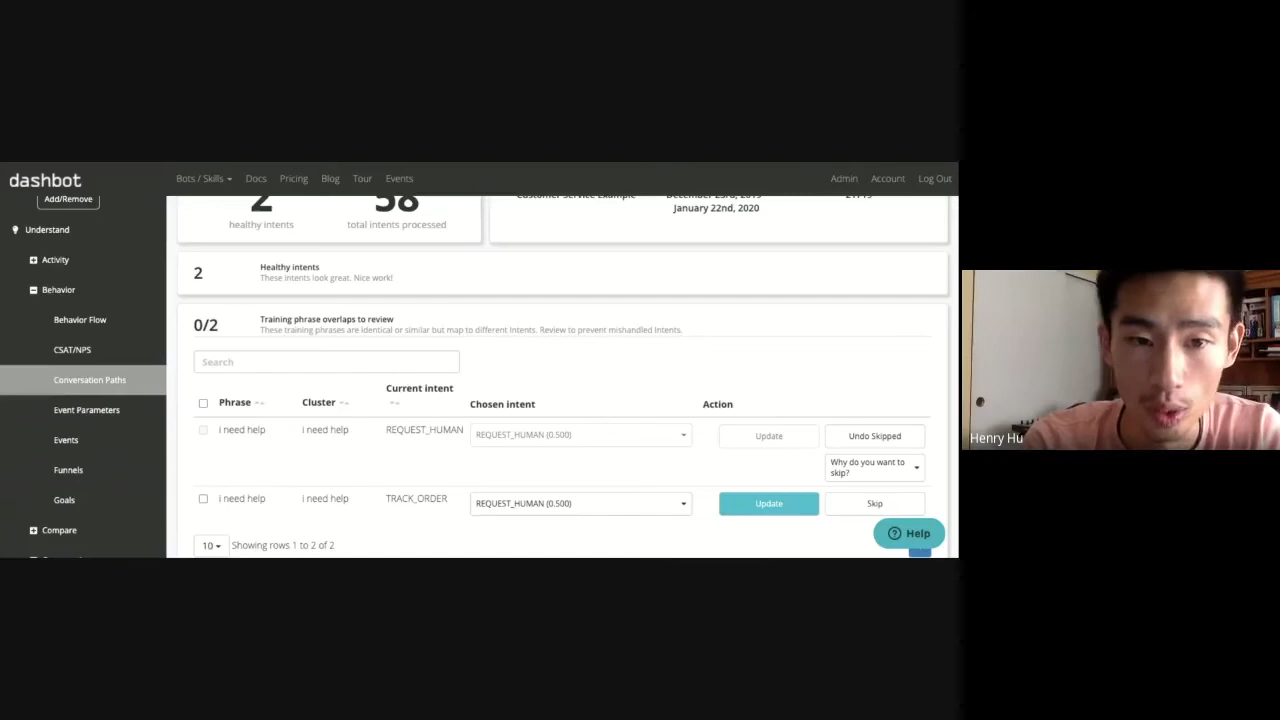 dashbot
Bots / Skills Docs Pricing Blog Tour Events Admin Account Log Out
Add/Remove
Understand
Activity
Behavior
Behavior Flow
CSAT/NPS
Conversation Paths
Event Parameters
Events
Funnels
Goals
Compare
healthy intents
total intents processed
January 22nd, 2020
2
Healthy intents
These intents look great. Nice work!
0/2
Training phrase overlaps to review
These training phrases are identical or similar but map to different intents. Review to prevent mishandled intents.
Search
Phrase Cluster Current intent Chosen intent Action
i need help i need help REQUEST_HUMAN REQUEST_HUMAN (0.500) Update Undo Skipped
Why do you want to
skip?
i need help i need help TRACK_ORDER REQUEST_HUMAN (0.500) Update Skip
10 Showing rows 1 to 2 of 2
Help
Henry Hu